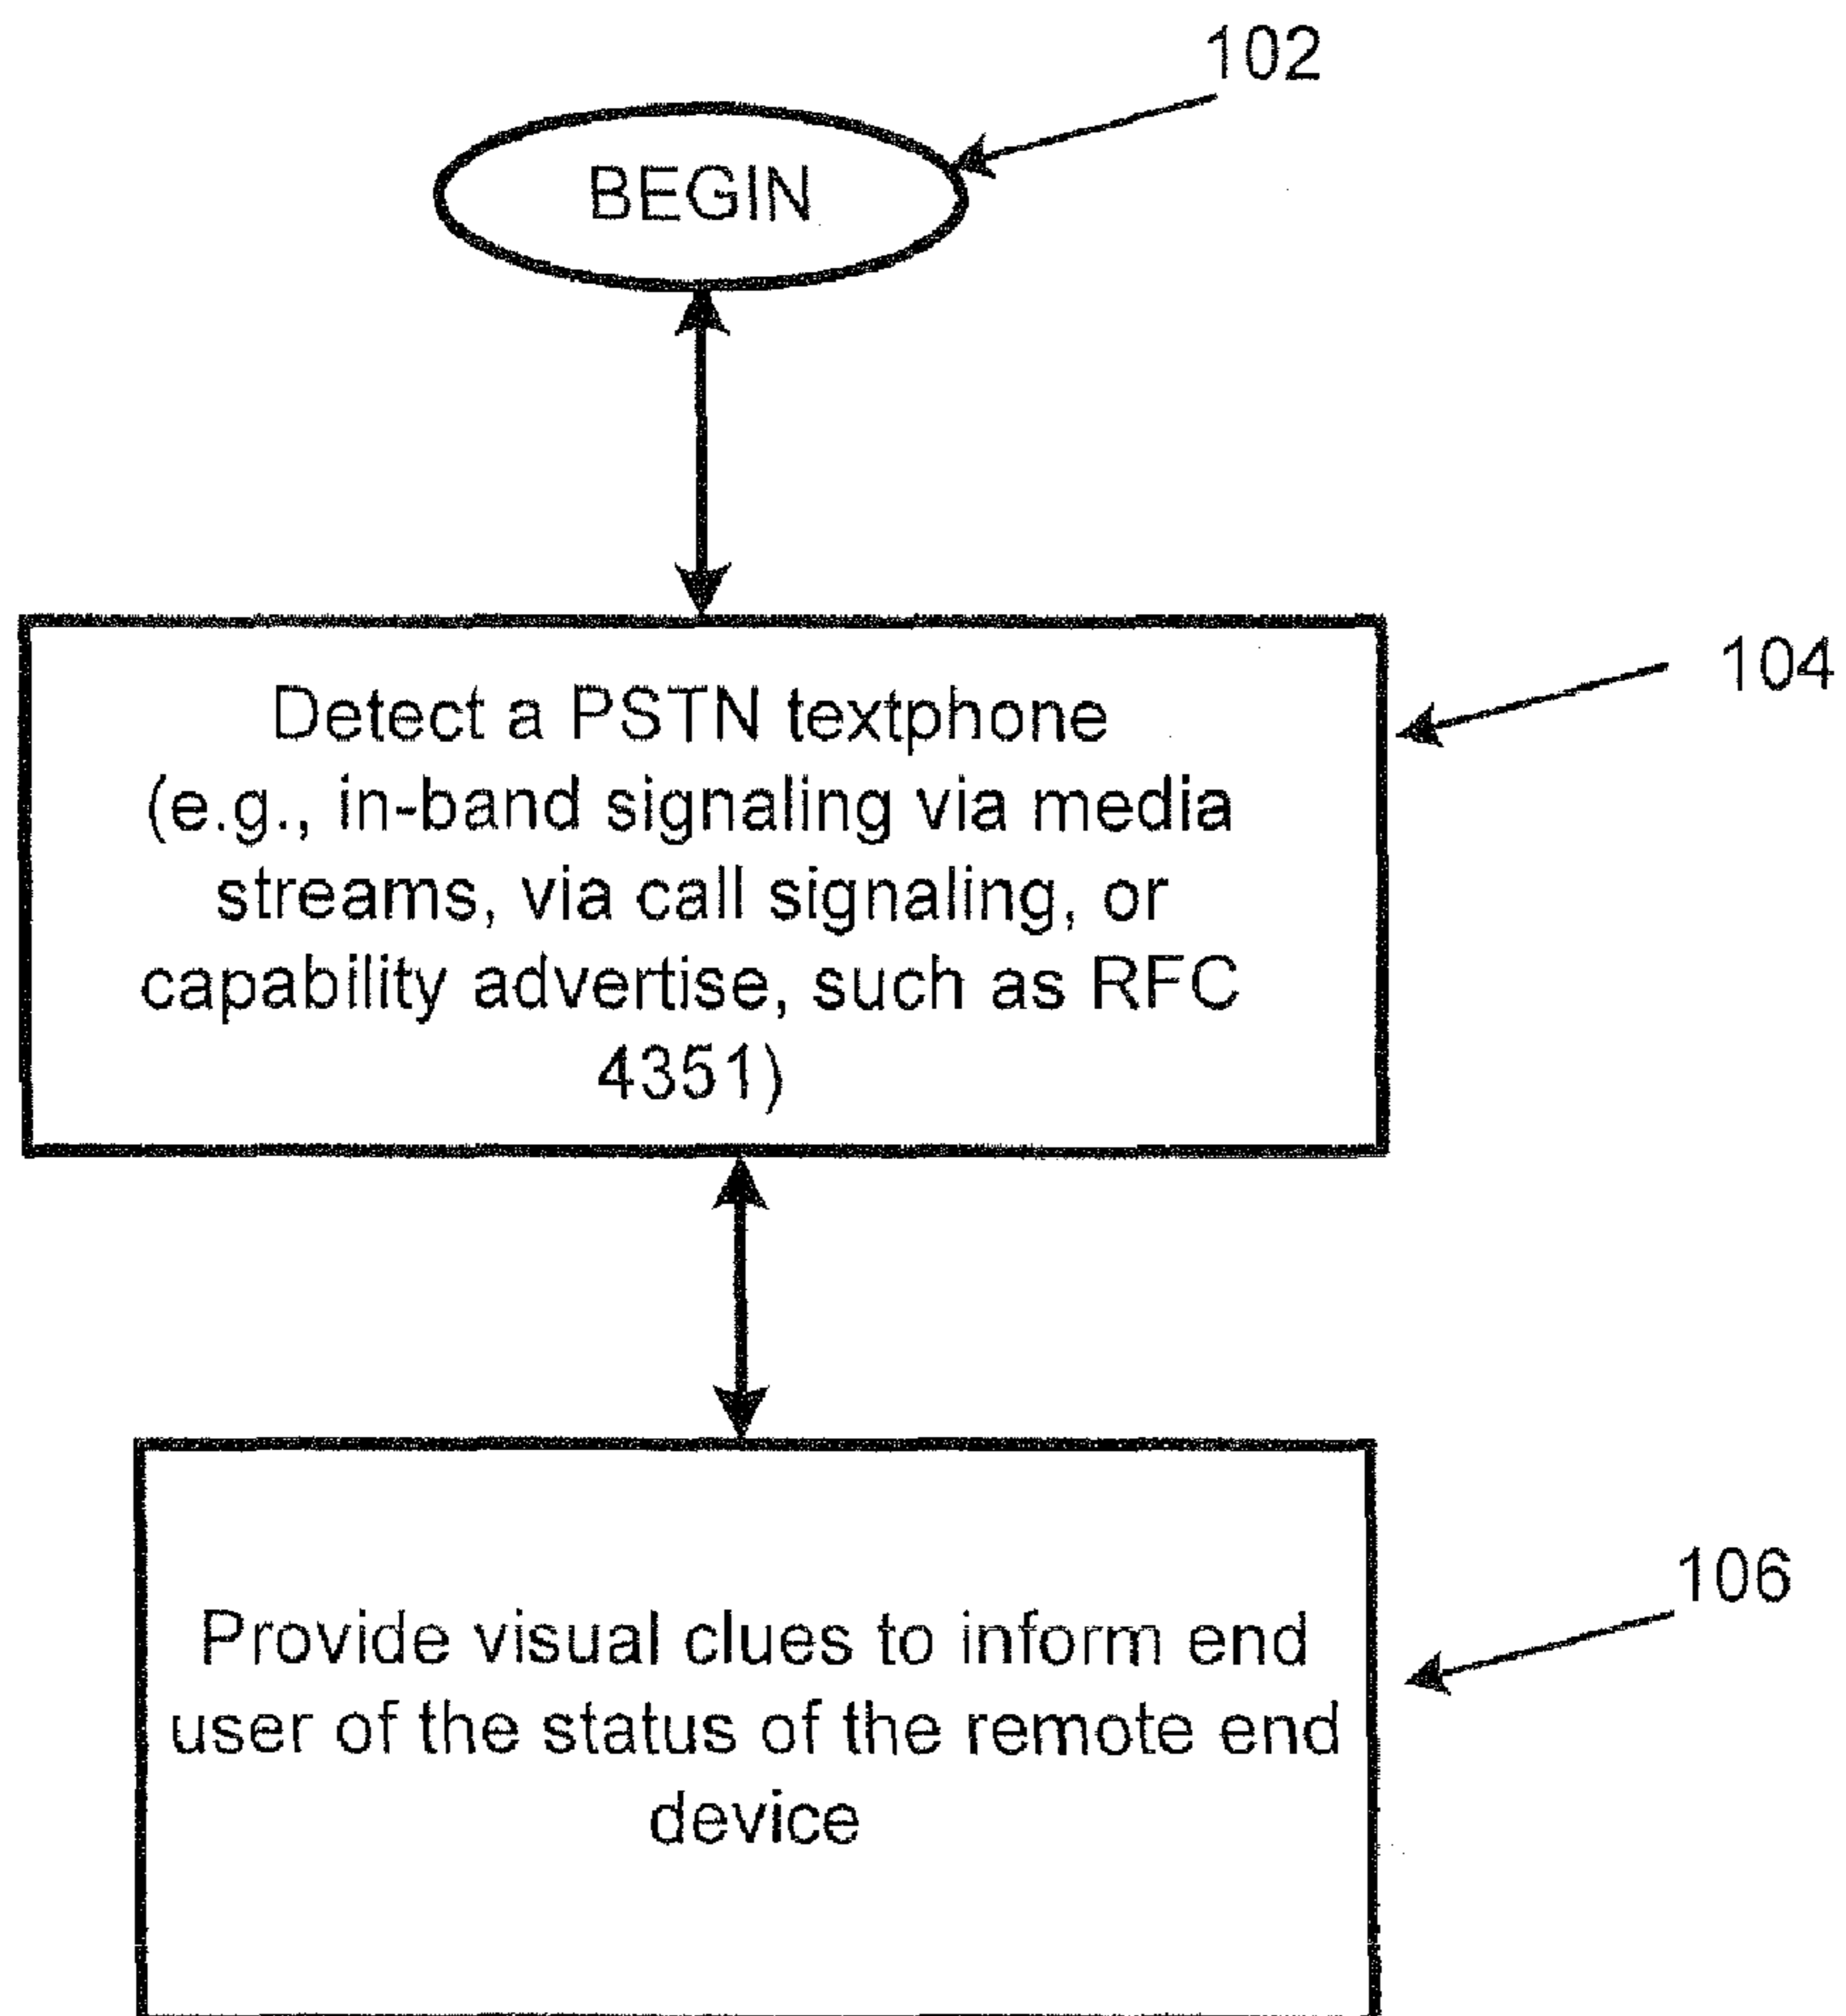 102
BEGIN
104
Detect a PSTN textphone
(e.g., in-band signaling via media
streams, via call signaling, or
capability advertise, such as RFC
4351)
106
Provide visual clues to inform end
user of the status of the remote end
device